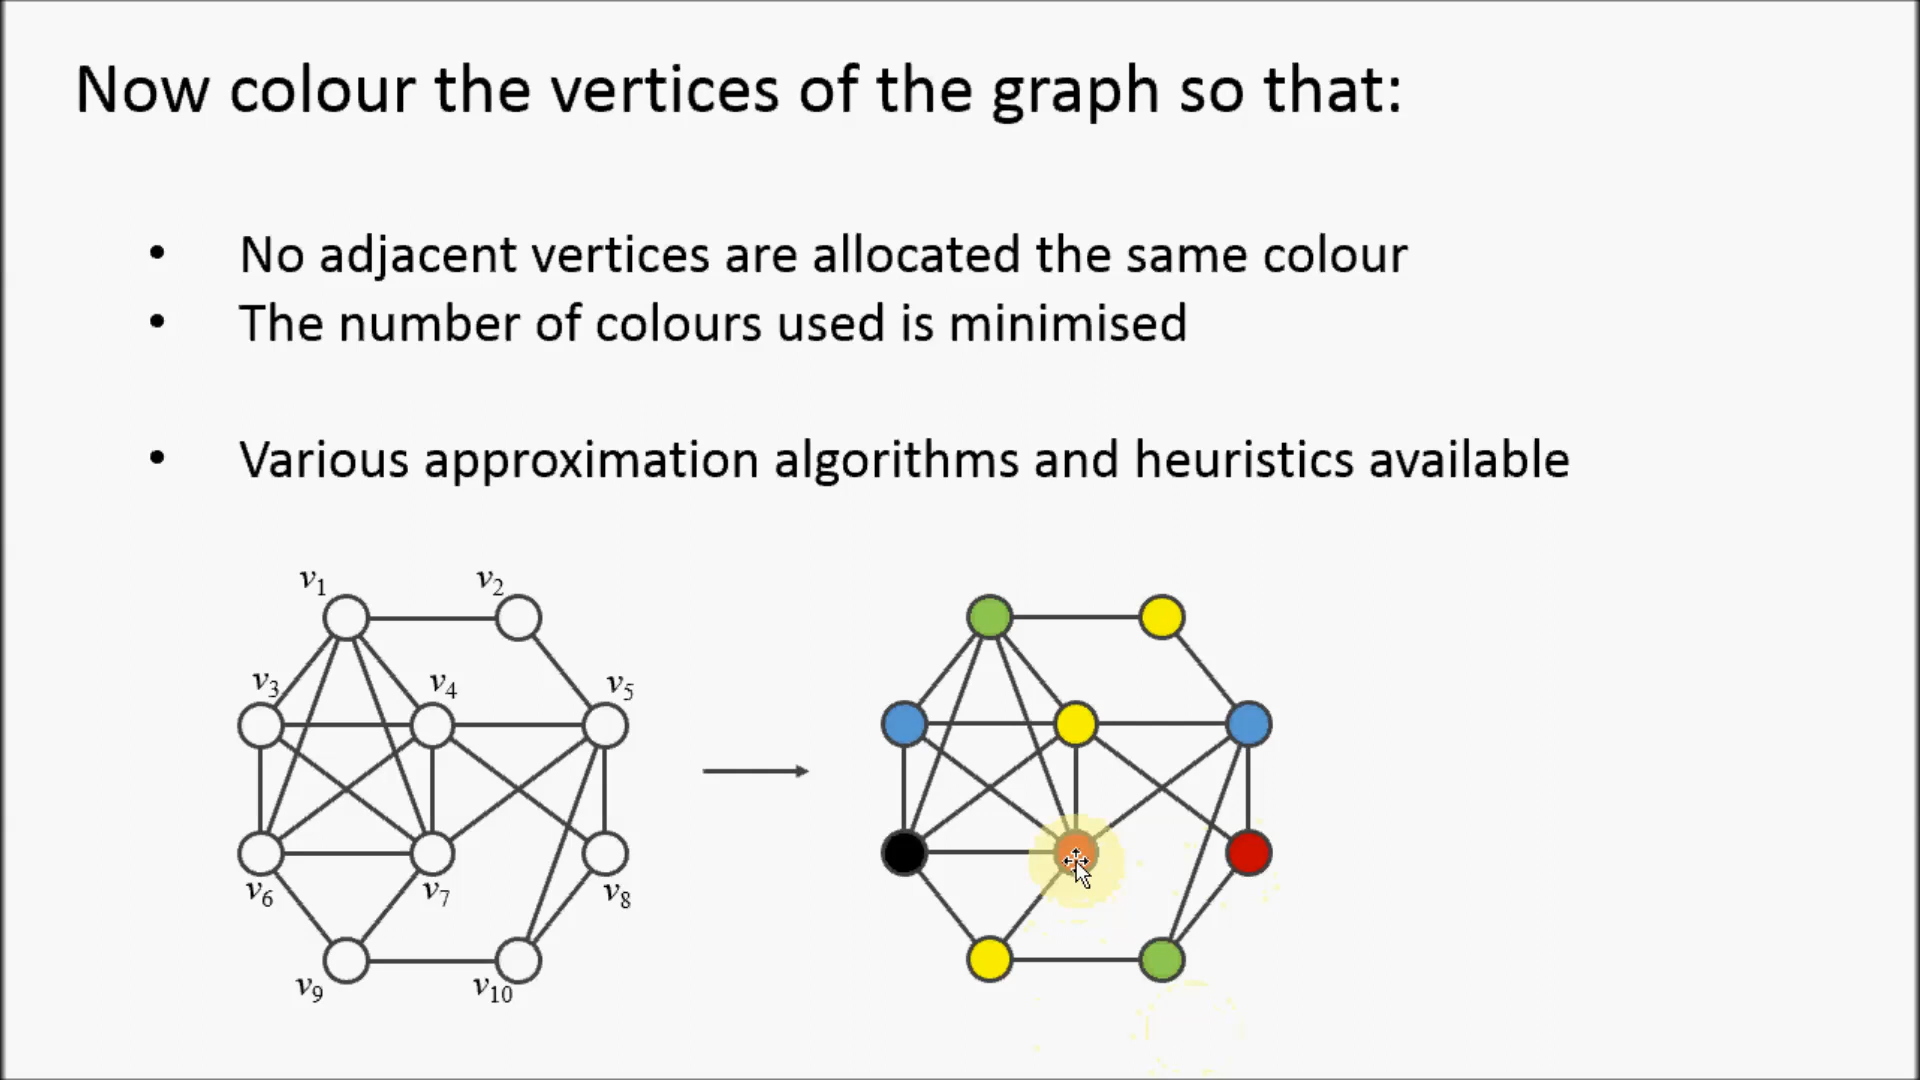 Now colour the vertices of the graph so that:
• No adjacent vertices are allocated the same colour
• The number of colours used is minimised
• Various approximation algorithms and heuristics available
v1 v2
v3 v4 v5
v6 v7 v8
v9 v10